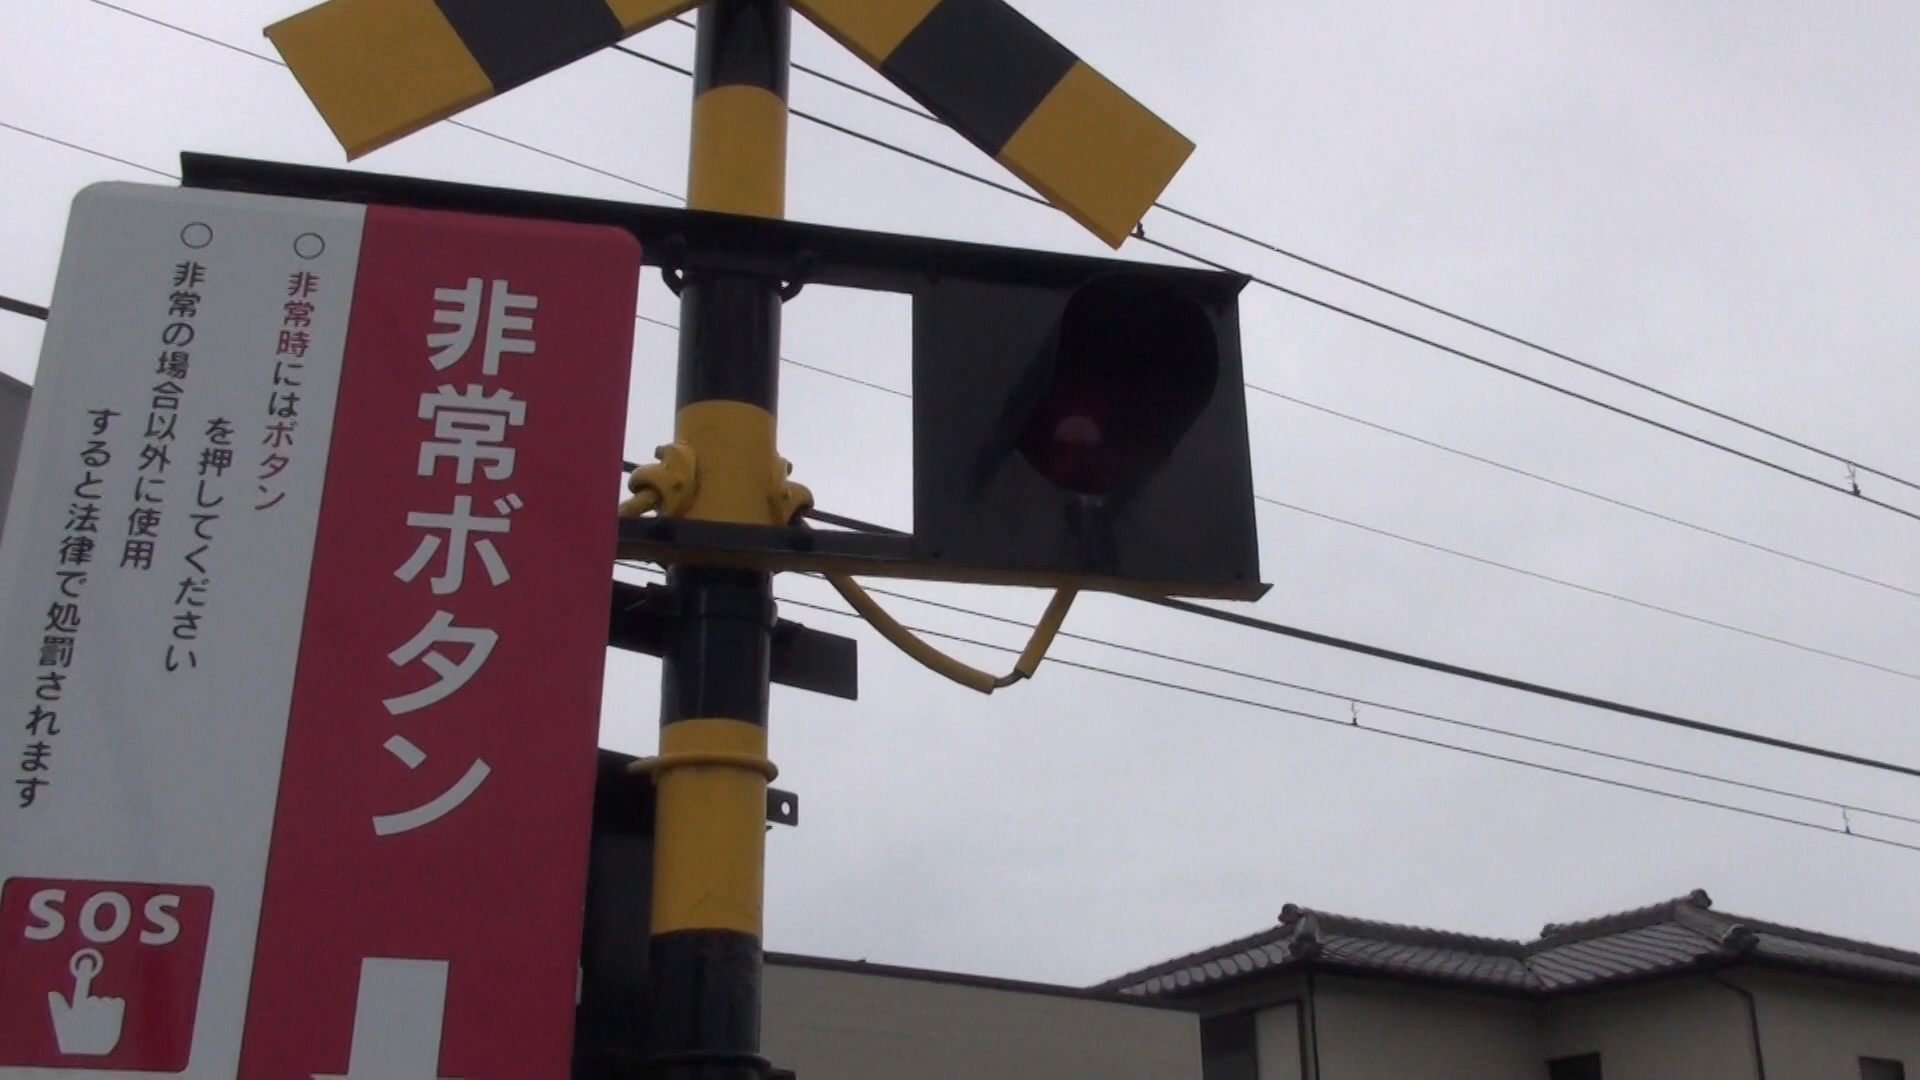 非常ボタン
○非常時にはボタン
を押してください
○非常の場合以外に使用
すると法律で処罰されます
SOS